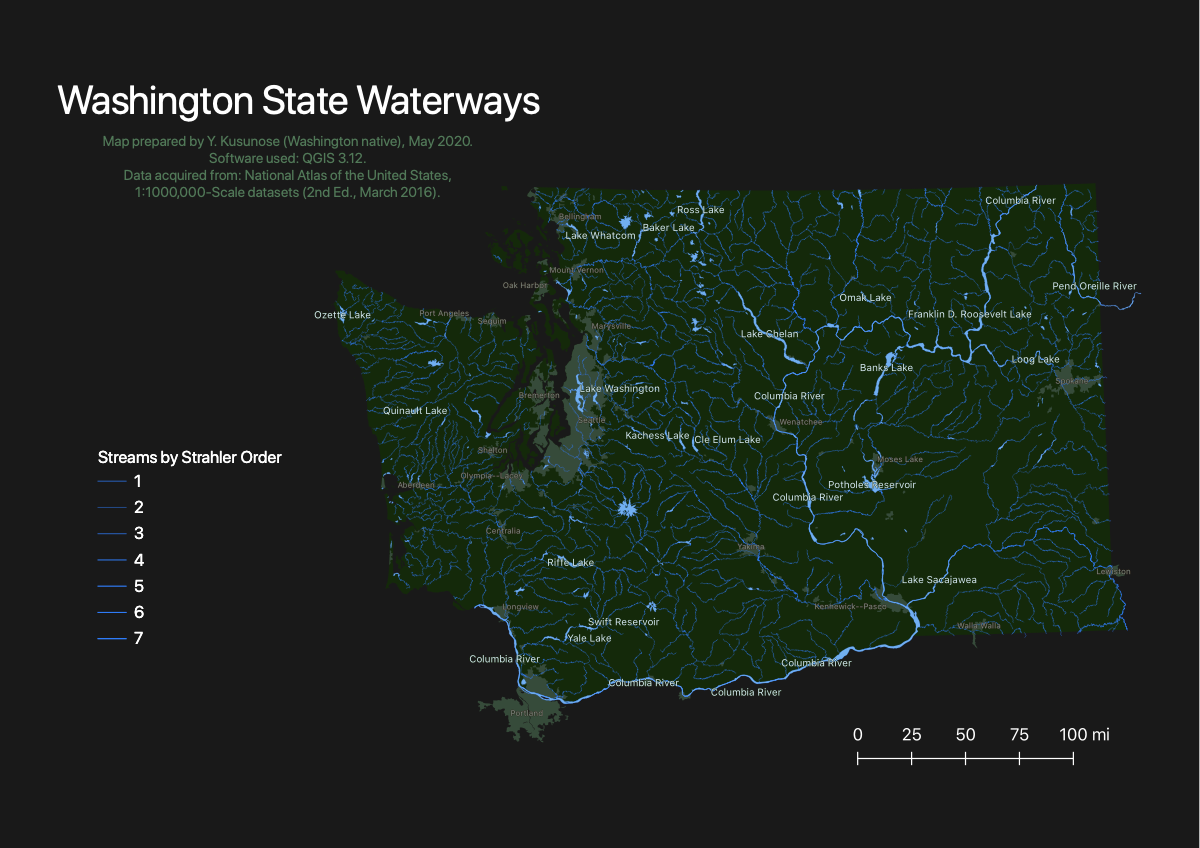 Washington State Waterways
Map prepared by Y. Kusunose (Washington native), May 2020.
Software used: QGIS 3.12.
Data acquired from: National Atlas of the United States,
1:1000,000-Scale datasets (2nd Ed., March 2016).
Columbia River
Ross Lake
Bellingham
Baker Lake
Lake Whatcom
Mount Vernon
Oak Harbor
Pend Oreille River
Omak Lake
Ozette Lake
Port Angeles
Sequim
Franklin D. Roosevelt Lake
Marysville
Lake Chelan
Long Lake
Banks Lake
Spokane
Lake Washington
Bremerton
Columbia River
Quinault Lake
Seattle
Wenatchee
Kachess Lake
Cle Elum Lake
Shelton
Moses Lake
Olympia--Lacey
Aberdeen
Potholes Reservoir
Columbia River
Centralia
Yakima
Riffe Lake
Lewiston
Lake Sacajawea
Longview
Kennewick--Pasco
Swift Reservoir
Walla Walla
Yale Lake
Columbia River
Columbia River
Columbia River
Columbia River
Portland
Streams by Strahler Order
1
2
3
4
5
6
7
0 25 50 75 100 mi